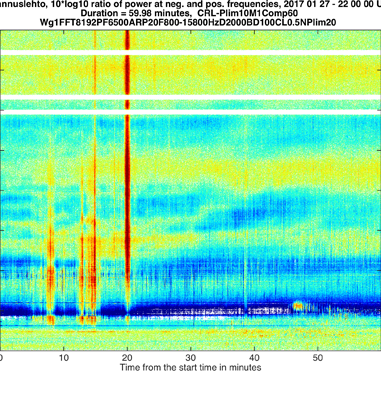 annuslehto, 10*log10 ratio of power at neg. and pos. frequencies, 2017 01 27 - 22 00 00 U
Duration = 59.98 minutes, CRL-Plim10M1Comp60
Wg1FFT8192PF6500ARP20F800-15800HzD2000BD100CL0.5NPlim20
0 10 20 30 40 50
Time from the start time in minutes